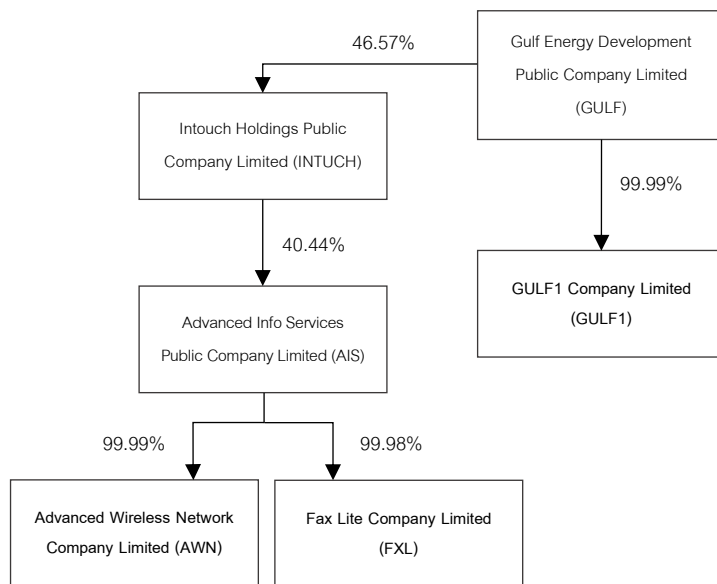 46.57%
Gulf Energy Development
Public Company Limited
(GULF)
Intouch Holdings Public
Company Limited (INTUCH)
99.99%
40.44%
GULF1 Company Limited
(GULF1)
Advanced Info Services
Public Company Limited (AIS)
99.99%
99.98%
Advanced Wireless Network
Company Limited (AWN)
Fax Lite Company Limited
(FXL)